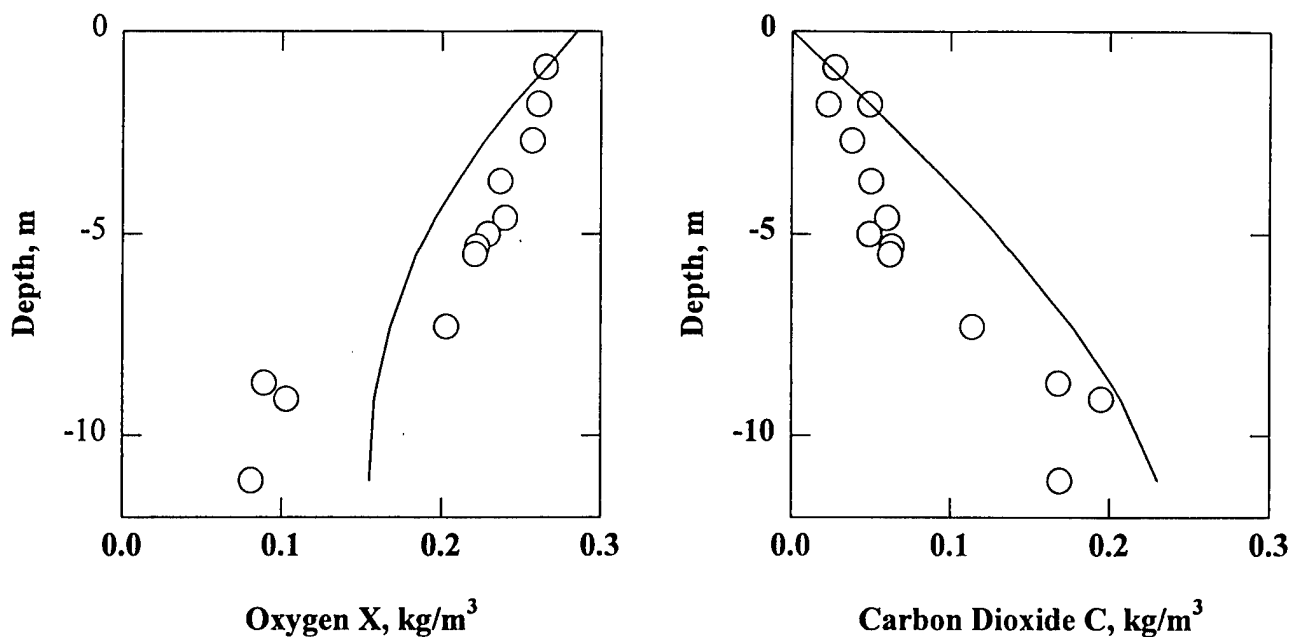 0
-5
-10
Depth, m
0.0 0.1 0.2 0.3
Oxygen X, kg/m³
0
-5
-10
Depth, m
0.0 0.1 0.2 0.3
Carbon Dioxide C, kg/m³